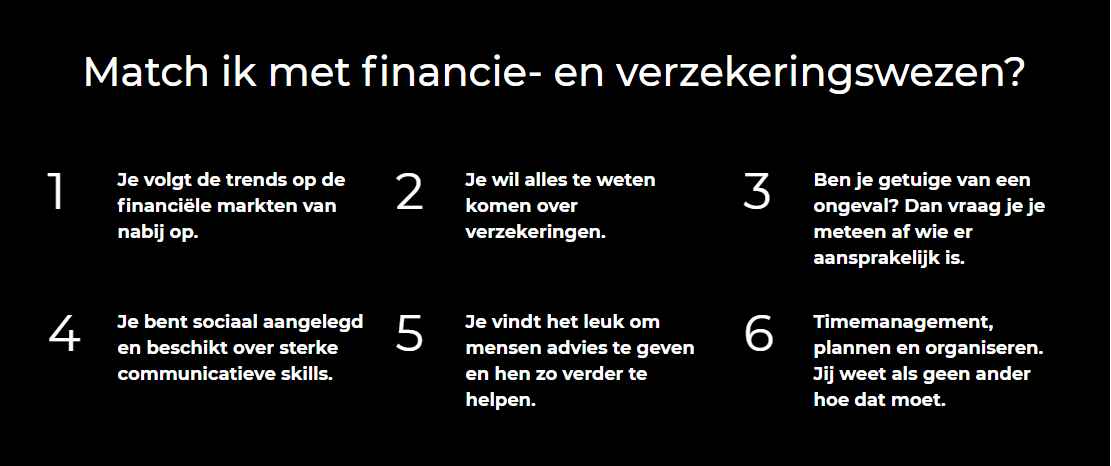 Match ik met financie- en verzekeringswezen?
1
Je volgt de trends op de
financiële markten van
nabij op.
2
Je wil alles te weten
komen over
verzekeringen.
3
Ben je getuige van een
ongeval? Dan vraag je je
meteen af wie er
aansprakelijk is.
4
Je bent sociaal aangelegd
en beschikt over sterke
communicatieve skills.
5
Je vindt het leuk om
mensen advies te geven
en hen zo verder te
helpen.
6
Timemanagement,
plannen en organiseren.
Jij weet als geen ander
hoe dat moet.